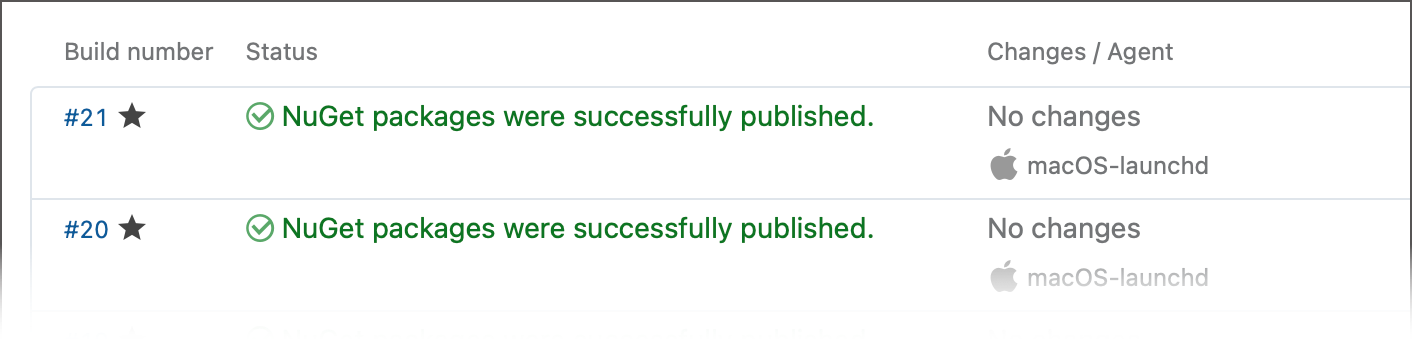 Build number Status Changes / Agent
#21 NuGet packages were successfully published. No changes
macOS-launchd
#20 NuGet packages were successfully published. No changes
macOS-launchd